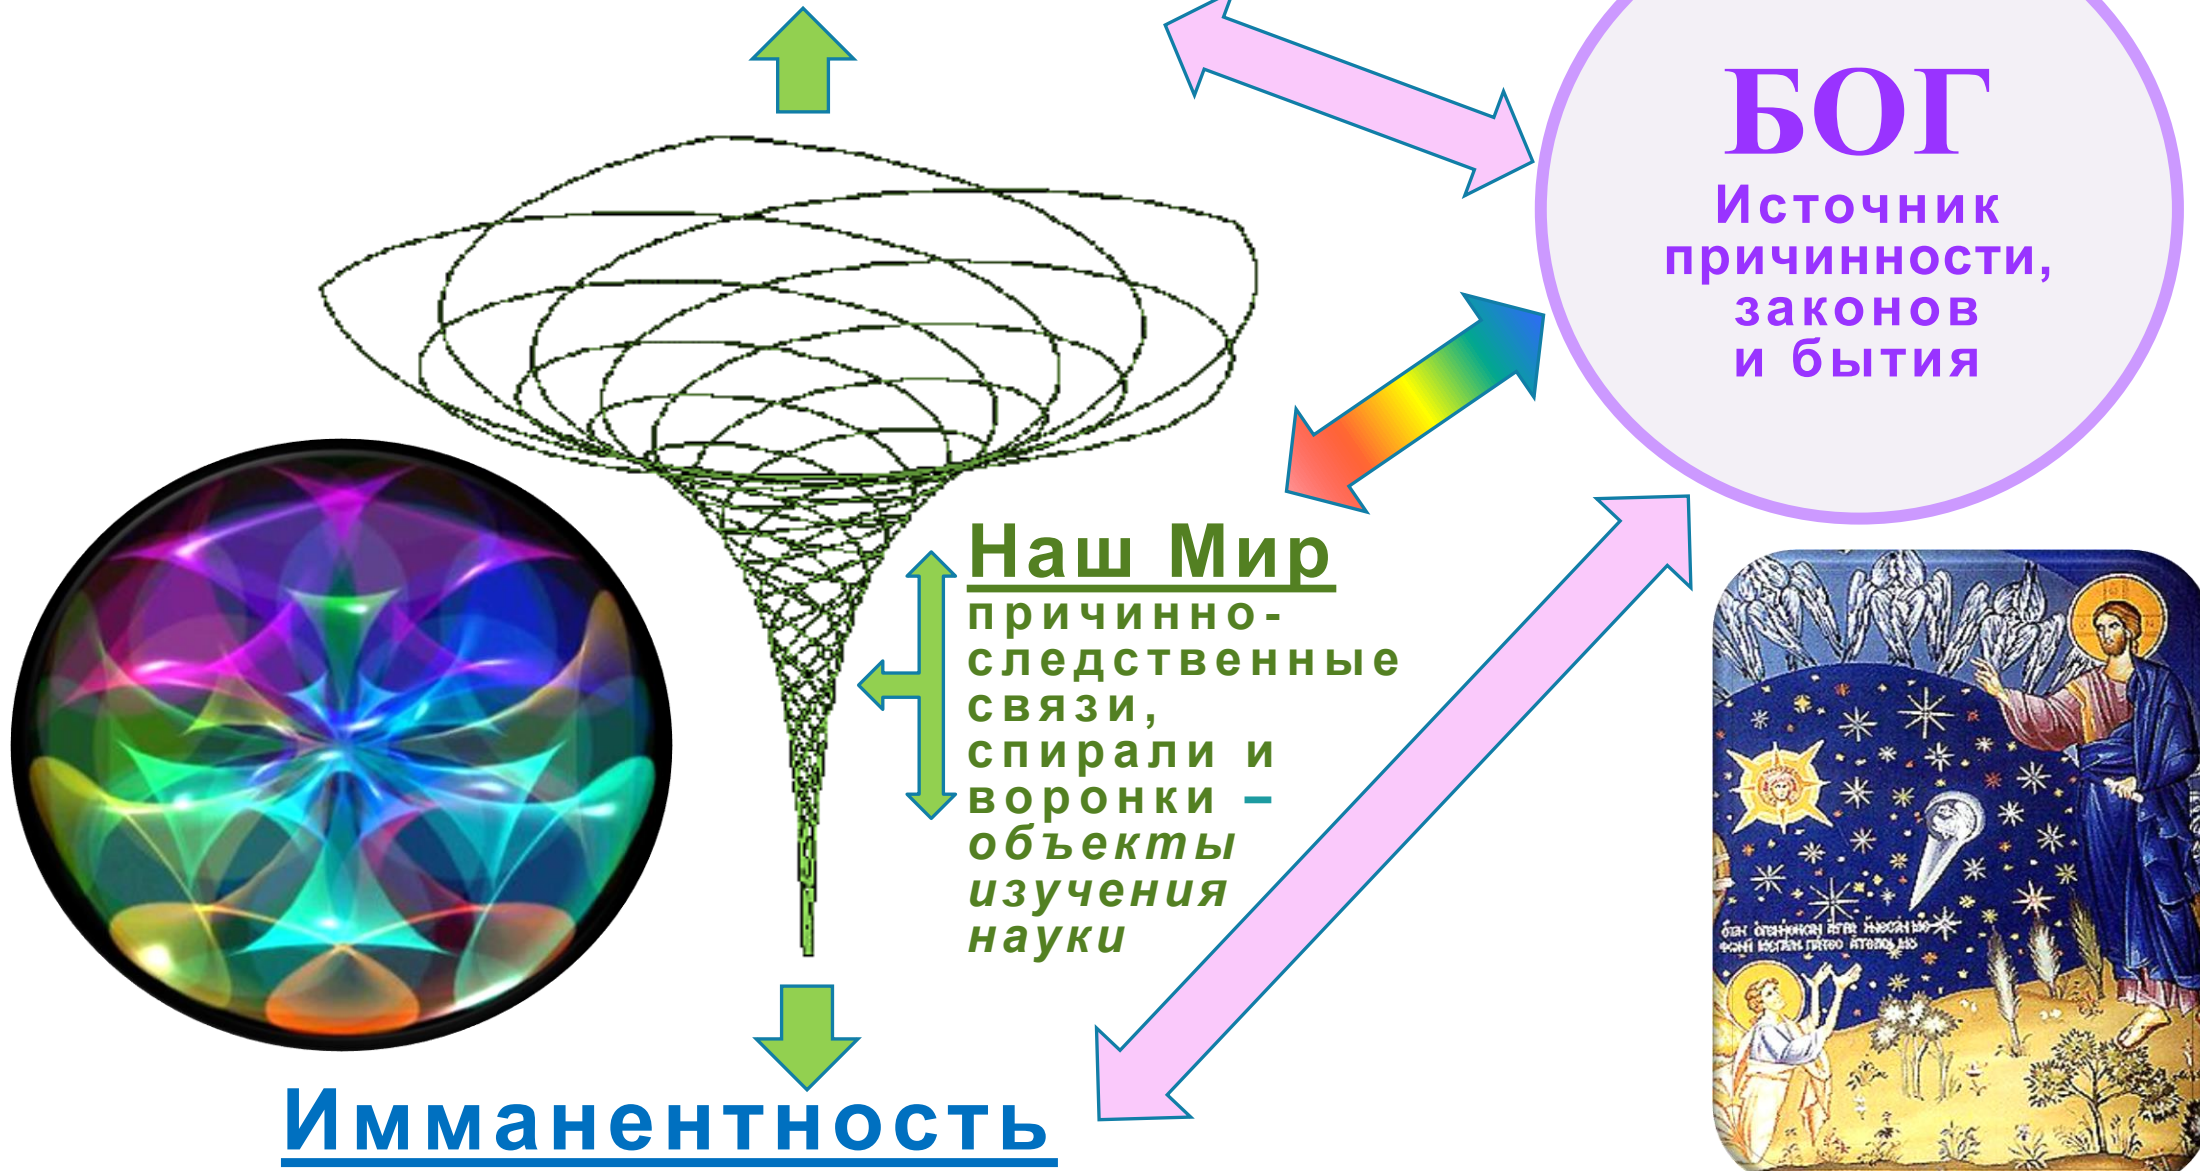 БОГ
Источник
причинности,
законов
и бытия
Наш Мир
причинно-
следственные
связи,
спирали и
воронки –
объекты
изучения
науки
Имманентность